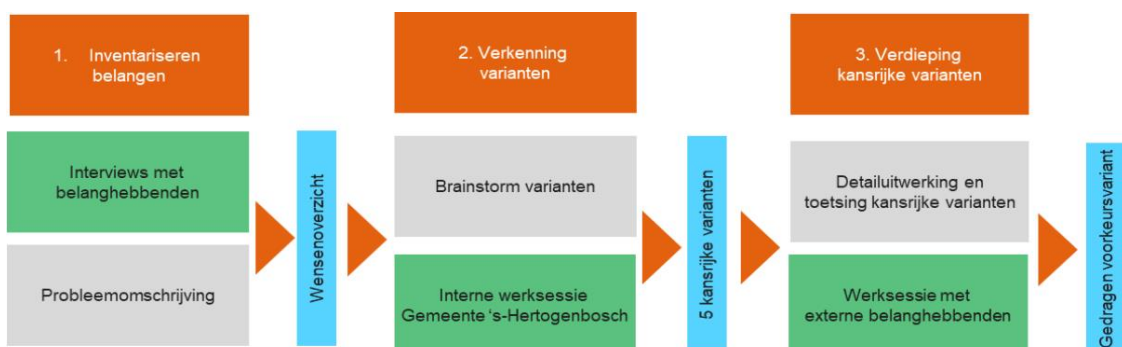 1. Inventariseren
belangen
Interviews met
belanghebbenden
Probleemomschrijving
Wensenoverzicht
2. Verkenning
varianten
Brainstorm varianten
Interne werksessie
Gemeente ‘s-Hertogenbosch
5 kansrijke varianten
3. Verdieping
kansrijke varianten
Detailuitwerking en
toetsing kansrijke varianten
Werksessie met
externe belanghebbenden
Gedragen voorkeursvariant